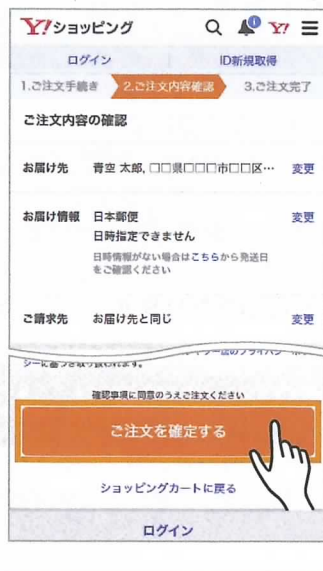 Y!ショッピング
ログイン ID新規取得
1.ご注文手続き 2.ご注文内容確認 3.ご注文完了
ご注文内容の確認
お届け先 青空 太郎, □□県□□□市□□区… 変更
お届け情報 日本郵便 変更
日時指定できません
日時情報がない場合はこちらから発送日
をご確認ください
ご請求先 お届け先と同じ 変更
確認事項に同意のうえご注文ください
ご注文を確定する
ショッピングカートに戻る
ログイン